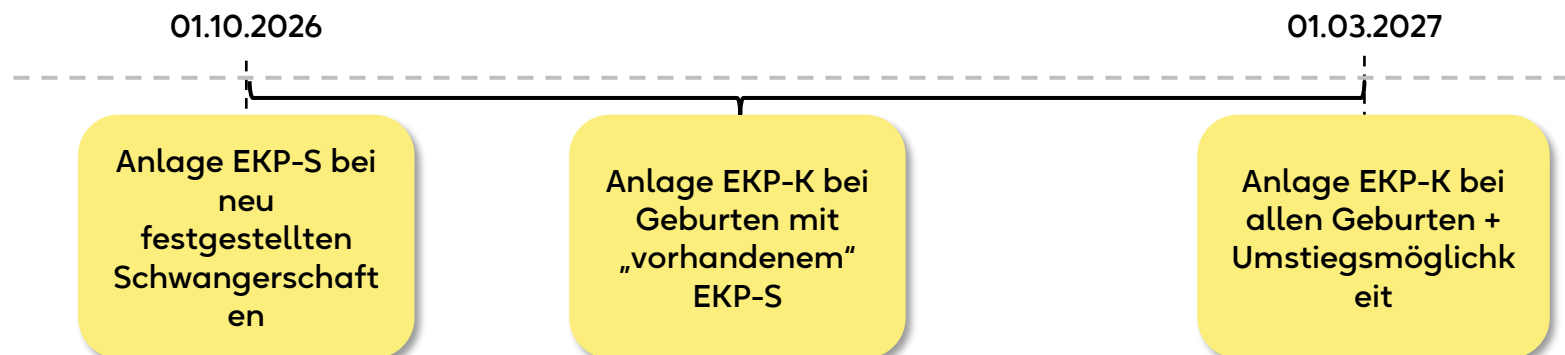 01.10.2026
01.03.2027
Anlage EKP-S bei
neu
festgestellten
Schwangerschaft
en
Anlage EKP-K bei
Geburten mit
„vorhandenem“
EKP-S
Anlage EKP-K bei
allen Geburten +
Umstiegsmöglichk
eit